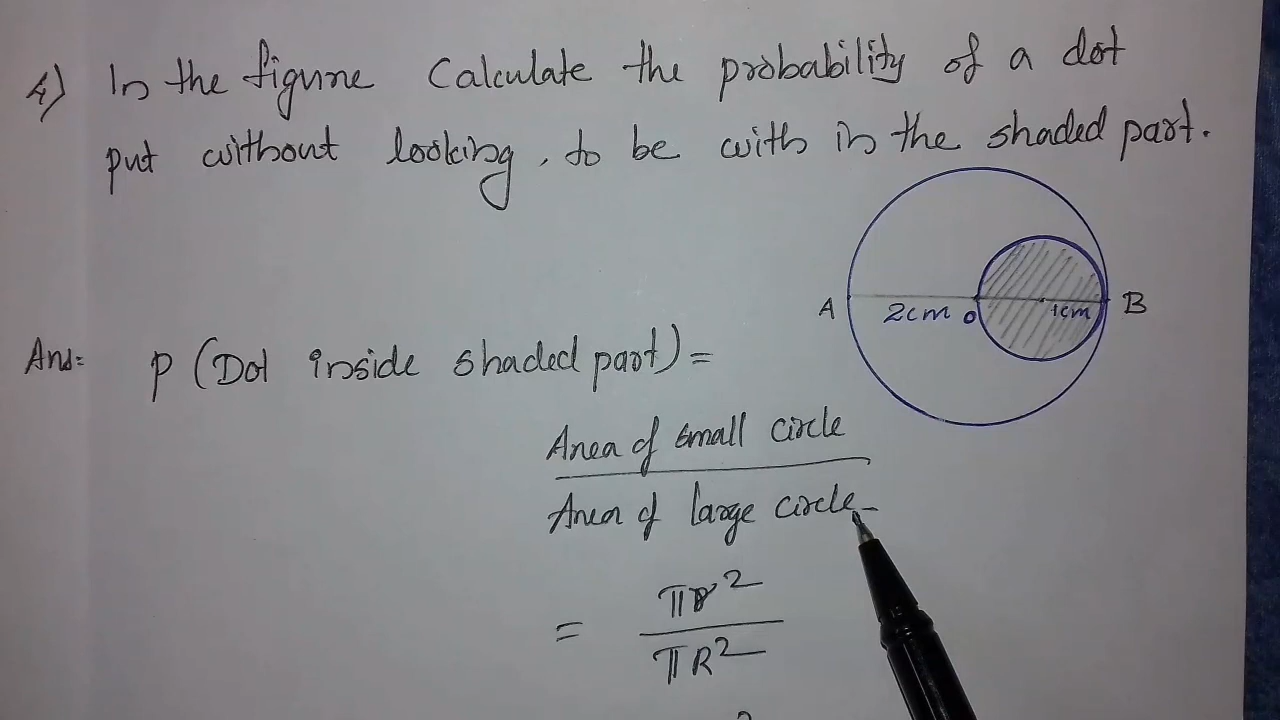 4) In the figure Calculate the probability of a dot
put without looking, to be with in the shaded part.
A 2cm o 1cm B
Ans: P (Dot inside shaded part) =
Area of small circle
Area of large circle
= πr²
πR²
2